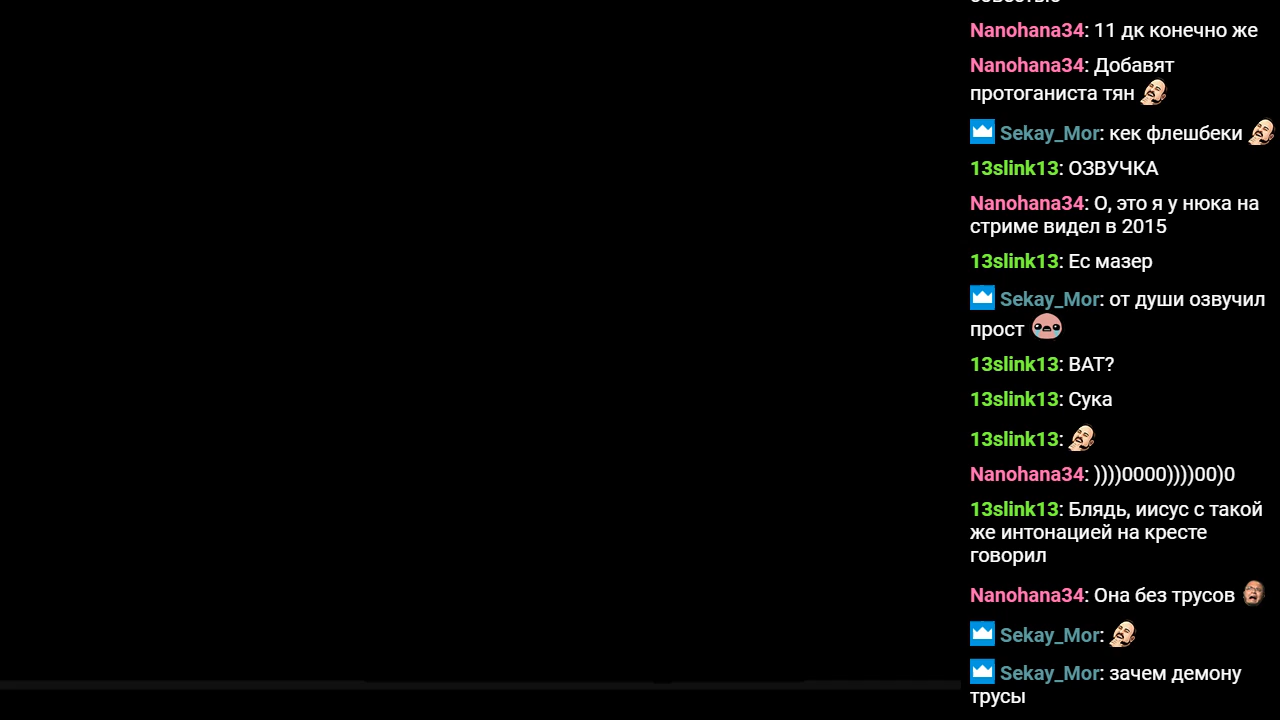 Nanohana34: 11 дк конечно же
Nanohana34: Добавят
протоганиста тян
Sekay_Mor: кек флешбеки
13slink13: ОЗВУЧКА
Nanohana34: О, это я у нюка на
стриме видел в 2015
13slink13: Ес мазер
Sekay_Mor: от души озвучил
прост
13slink13: ВАТ?
13slink13: Сука
13slink13:
Nanohana34: ))))0000))))00)0
13slink13: Блядь, иисус с такой
же интонацией на кресте
говорил
Nanohana34: Она без трусов
Sekay_Mor:
Sekay_Mor: зачем демону
трусы